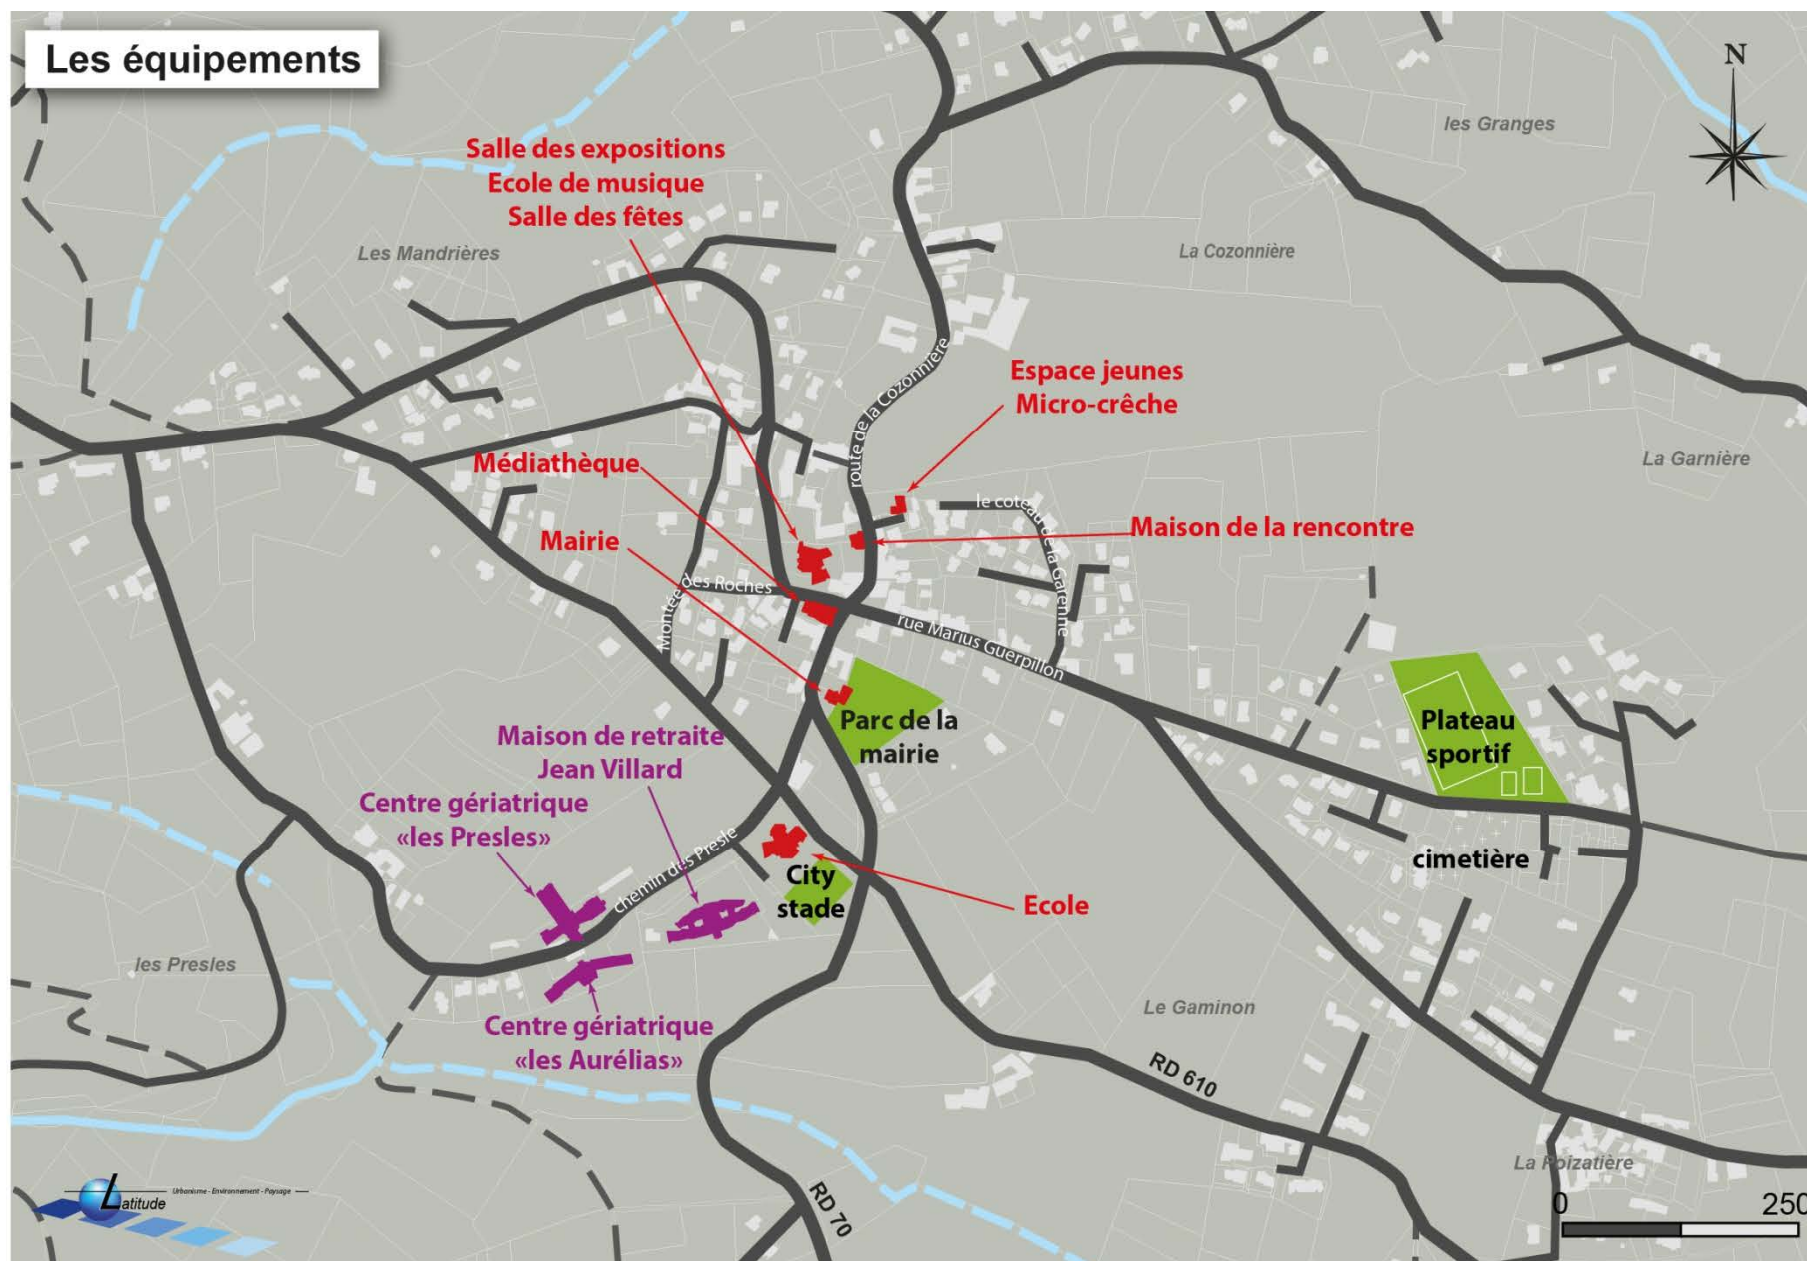 Les équipements
N
les Granges
Salle des expositions
Ecole de musique
Salle des fêtes
Les Mandrières
La Cozonnière
route de la Cozonnière
Espace jeunes
Micro-crêche
La Garnière
Médiathèque
le coteau de la Garenne
Maison de la rencontre
Mairie
Montée des Roches
rue Marius Guerpillon
Parc de la
mairie
Plateau
sportif
Maison de retraite
Jean Villard
Centre gériatrique
«les Presles»
chemin des Presle
cimetière
City
stade
Ecole
les Presles
Le Gaminon
Centre gériatrique
«les Aurélias»
RD 610
La Poizatière
RD 70
Latitude
Urbanisme - Environnement - Paysage
0 250